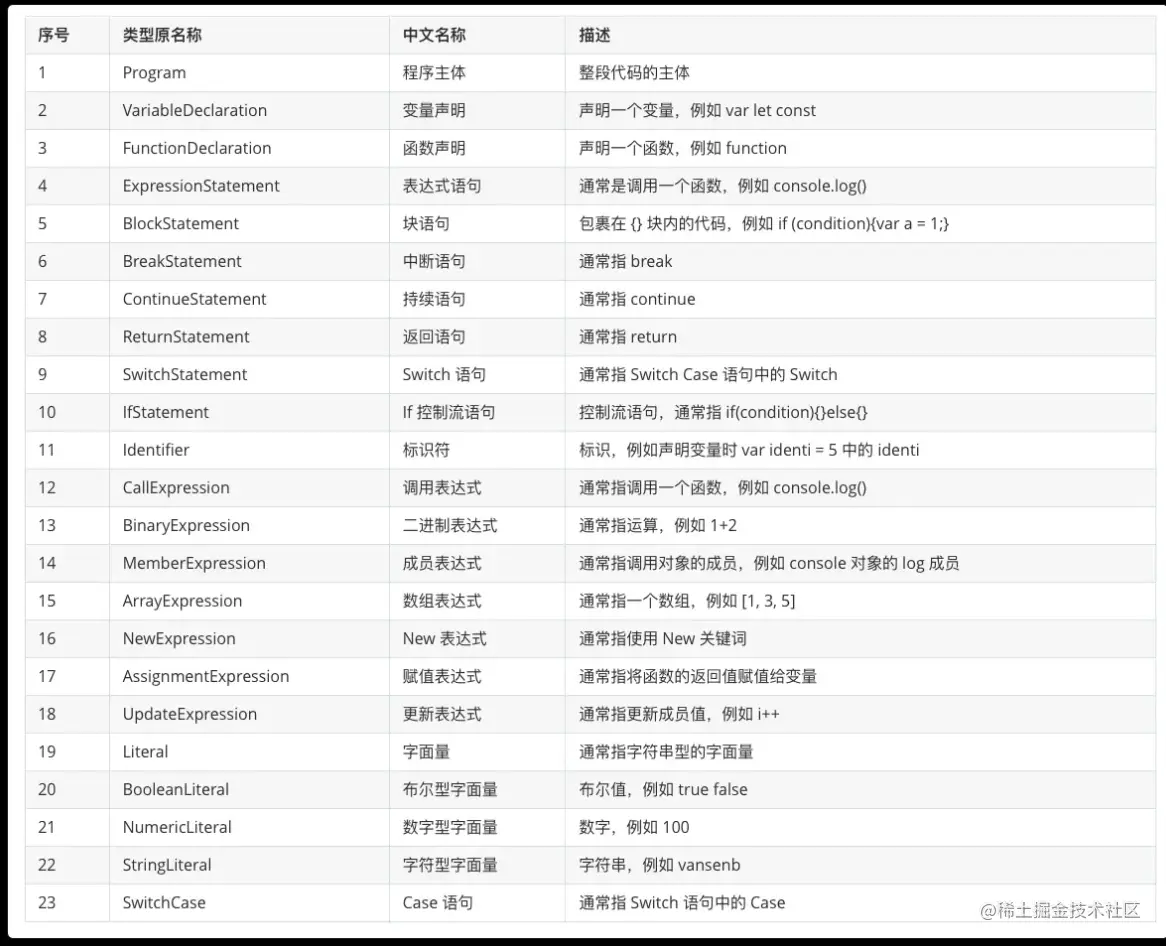 序号 类型原名称 中文名称 描述
1 Program 程序主体 整段代码的主体
2 VariableDeclaration 变量声明 声明一个变量，例如 var let const
3 FunctionDeclaration 函数声明 声明一个函数，例如 function
4 ExpressionStatement 表达式语句 通常是调用一个函数，例如 console.log()
5 BlockStatement 块语句 包裹在 {} 块内的代码，例如 if (condition){var a = 1;}
6 BreakStatement 中断语句 通常指 break
7 ContinueStatement 持续语句 通常指 continue
8 ReturnStatement 返回语句 通常指 return
9 SwitchStatement Switch 语句 通常指 Switch Case 语句中的 Switch
10 IfStatement If 控制流语句 控制流语句，通常指 if(condition){}else{}
11 Identifier 标识符 标识，例如声明变量时 var identi = 5 中的 identi
12 CallExpression 调用表达式 通常指调用一个函数，例如 console.log()
13 BinaryExpression 二进制表达式 通常指运算，例如 1+2
14 MemberExpression 成员表达式 通常指调用对象的成员，例如 console 对象的 log 成员
15 ArrayExpression 数组表达式 通常指一个数组，例如 [1, 3, 5]
16 NewExpression New 表达式 通常指使用 New 关键词
17 AssignmentExpression 赋值表达式 通常指将函数的返回值赋值给变量
18 UpdateExpression 更新表达式 通常指更新成员值，例如 i++
19 Literal 字面量 通常指字符串型的字面量
20 BooleanLiteral 布尔型字面量 布尔值，例如 true false
21 NumericLiteral 数字型字面量 数字，例如 100
22 StringLiteral 字符型字面量 字符串，例如 vansenb
23 SwitchCase Case 语句 通常指 Switch 语句中的 Case
@稀土掘金技术社区